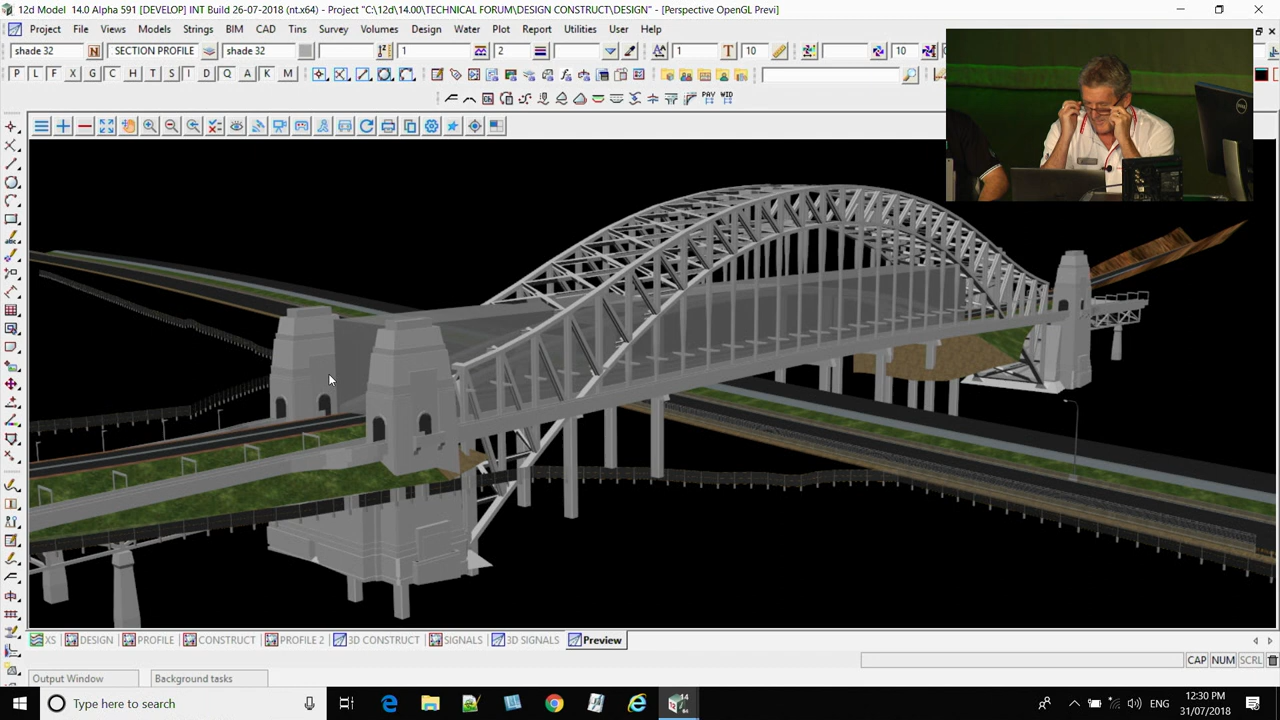 12d Model 14.0 Alpha 591 [DEVELOP] INT Build 26-07-2018 (nt.x64) - Project "C:\12d\14.00\TECHNICAL FORUM\DESIGN CONSTRUCT\DESIGN" - [Perspective OpenGL Previ]
Project File Views Models Strings BIM CAD Tins Survey Volumes Design Water Plot Report Utilities User Help
shade 32 N SECTION PROFILE shade 32 1 2 1 T 10 10
P L F X G C H T S I D Q A K M
PAV WID
XS DESIGN PROFILE CONSTRUCT PROFILE 2 3D CONSTRUCT SIGNALS 3D SIGNALS Preview
CAP NUM SCRL
Output Window Background tasks
Type here to search 14 ENG 12:30 PM
31/07/2018